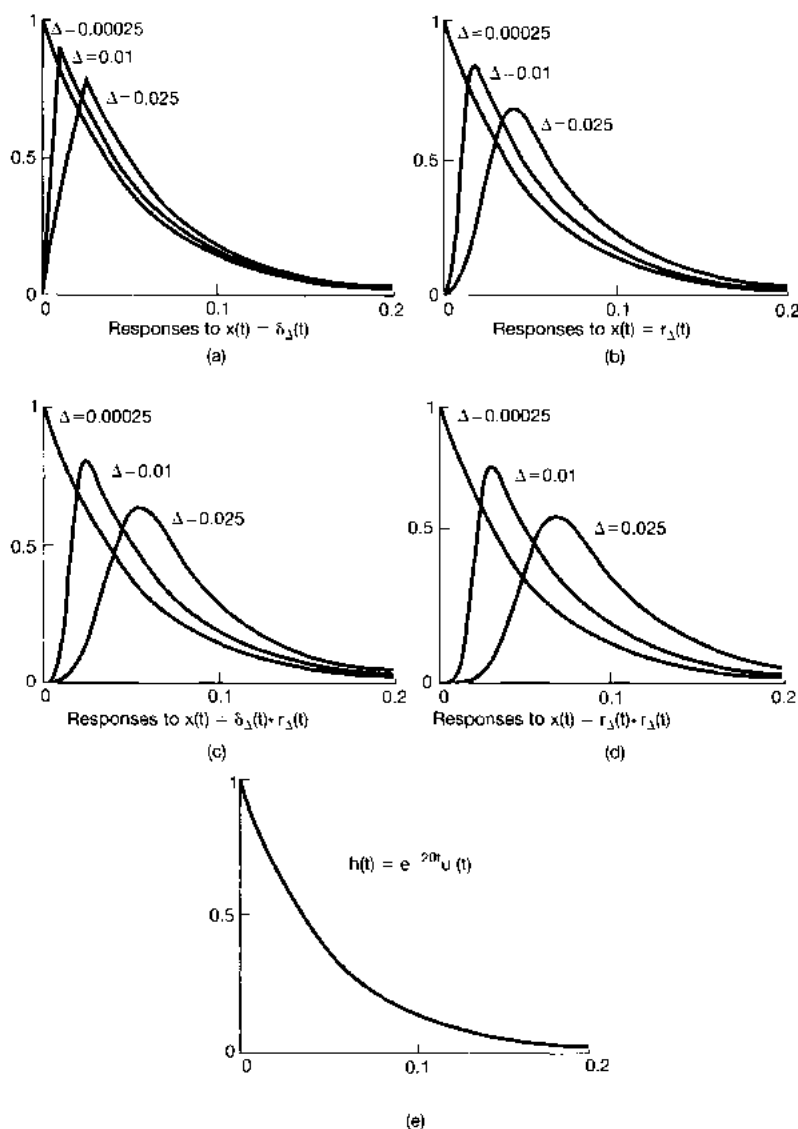 1
Δ−0.00025
Δ=0.01
Δ=0.025
0.5
0
0
0.1
0.2
Responses to x(t) − δΔ(t)
(a)
1
Δ=0.00025
Δ−0.01
Δ=0.025
0.5
0
0
0.1
0.2
Responses to x(t) = rΔ(t)
(b)
1
Δ=0.00025
Δ−0.01
Δ−0.025
0.5
0
0
0.1
0.2
Responses to x(t) ÷ δΔ(t)*rΔ(t)
(c)
1
Δ−0.00025
Δ=0.01
Δ=0.025
0.5
0
0
0.1
0.2
Responses to x(t) − rΔ(t)*rΔ(t)
(d)
1
h(t) = e⁻²⁰ᵗu (t)
0.5
0
0
0.1
0.2
(e)